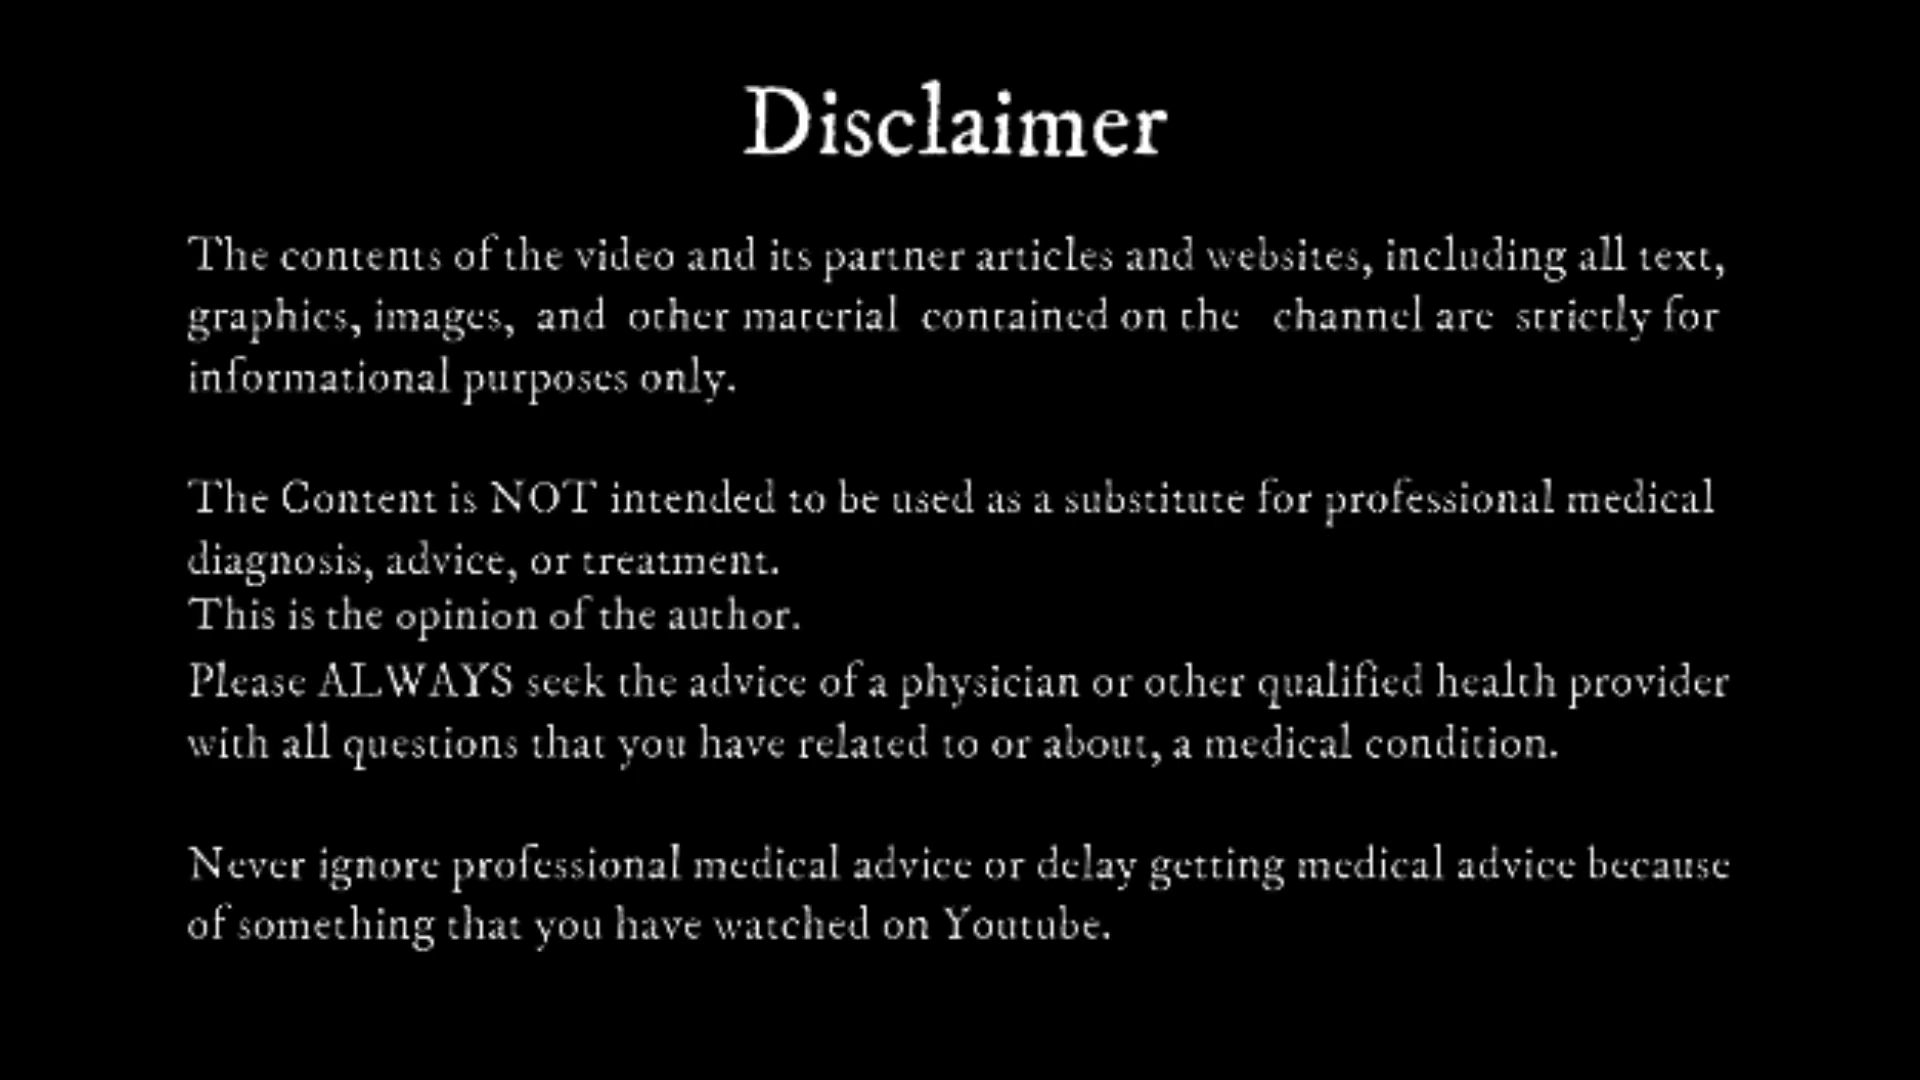 Disclaimer
The contents of the video and its partner articles and websites, including all text,
graphics, images, and other material contained on the channel are strictly for
informational purposes only.
The Content is NOT intended to be used as a substitute for professional medical
diagnosis, advice, or treatment.
This is the opinion of the author.
Please ALWAYS seek the advice of a physician or other qualified health provider
with all questions that you have related to or about, a medical condition.
Never ignore professional medical advice or delay getting medical advice because
of something that you have watched on Youtube.